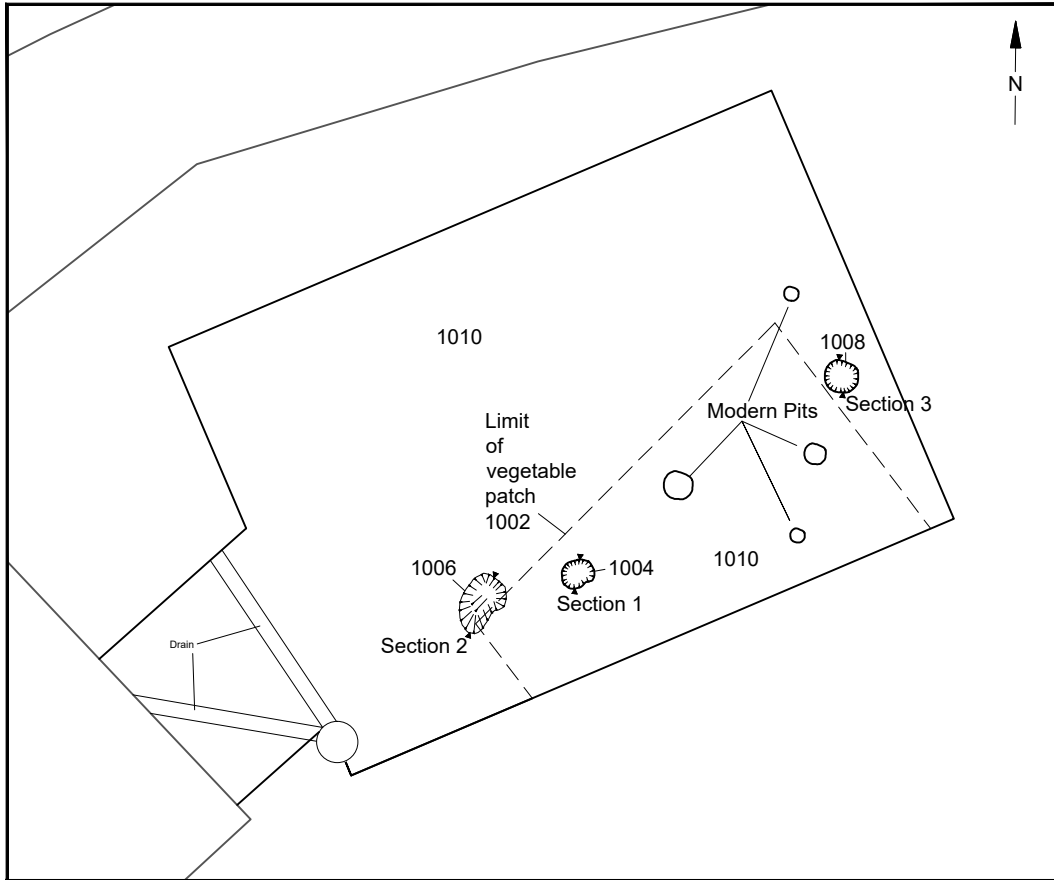 N
1010
1008
Section 3
Modern Pits
Limit
of
vegetable
patch
1002
1010
1006
1004
Section 1
Section 2
Drain